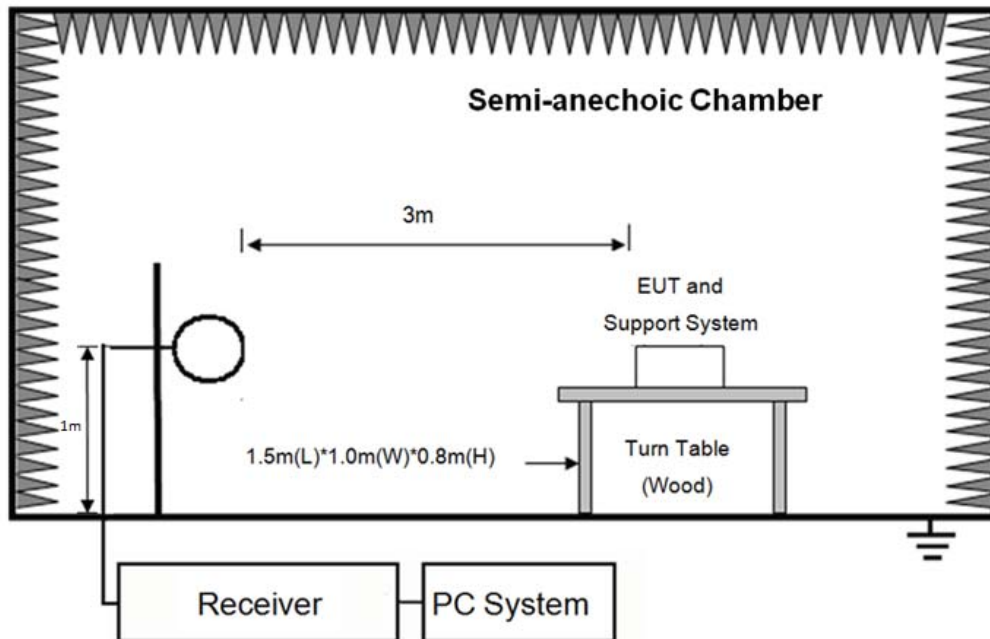 Semi-anechoic Chamber
3m
EUT and
Support System
1m
1.5m(L)*1.0m(W)*0.8m(H)
Turn Table
(Wood)
Receiver
PC System